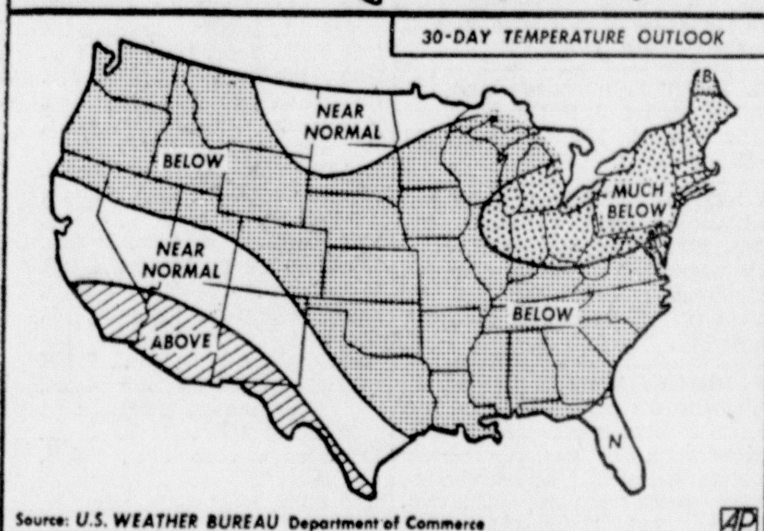 30-DAY TEMPERATURE OUTLOOK
B
NEAR
NORMAL
BELOW
MUCH
BELOW
NEAR
NORMAL
ABOVE
BELOW
N
Source: U.S. WEATHER BUREAU Department of Commerce
AP